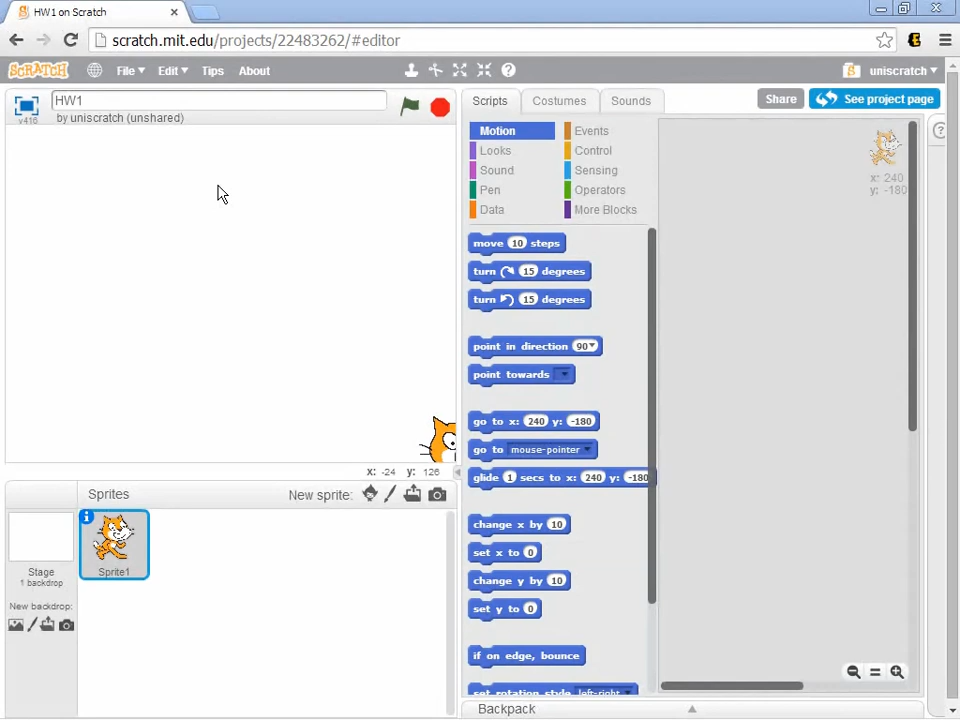 HW1 on Scratch
scratch.mit.edu/projects/22483262/#editor
SCRATCH File Edit Tips About uniscratch
HW1
v416 by uniscratch (unshared)
Scripts Costumes Sounds Share See project page
Motion Events
Looks Control
Sound Sensing
Pen Operators
Data More Blocks
x: 240
y: -180
move 10 steps
turn 15 degrees
turn 15 degrees
point in direction 90
point towards
go to x: 240 y: -180
go to mouse-pointer
glide 1 secs to x: 240 y: -180
change x by 10
set x to 0
change y by 10
set y to 0
if on edge, bounce
set rotation style left-right
x: -24 y: 126
Sprites New sprite:
Stage
1 backdrop
Sprite1
New backdrop:
Backpack